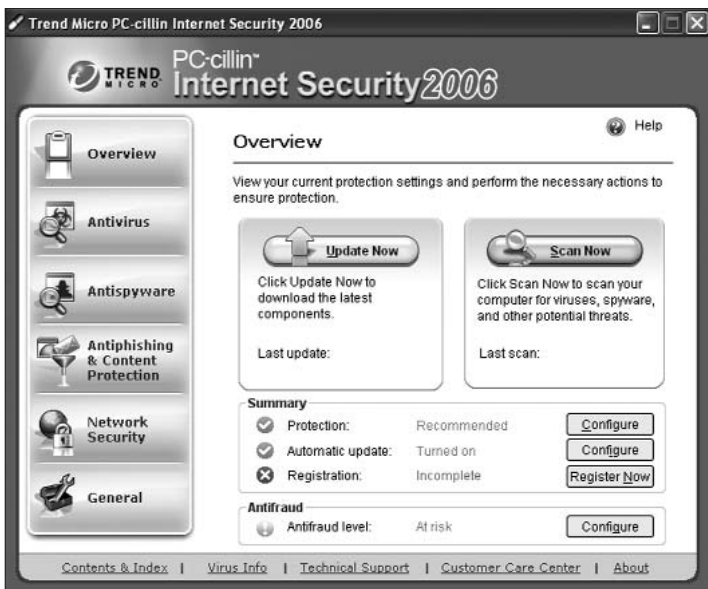 Trend Micro PC-cillin Internet Security 2006
TREND
MICRO
PC-cillin™
Internet Security 2006
Overview
Antivirus
Antispyware
Antiphishing
& Content
Protection
Network
Security
General
Help
Overview
View your current protection settings and perform the necessary actions to
ensure protection.
Update Now
Click Update Now to
download the latest
components.
Last update:
Scan Now
Click Scan Now to scan your
computer for viruses, spyware,
and other potential threats.
Last scan:
Summary
Protection: Recommended Configure
Automatic update: Turned on Configure
Registration: Incomplete Register Now
Antifraud
Antifraud level: At risk Configure
Contents & Index | Virus Info | Technical Support | Customer Care Center | About